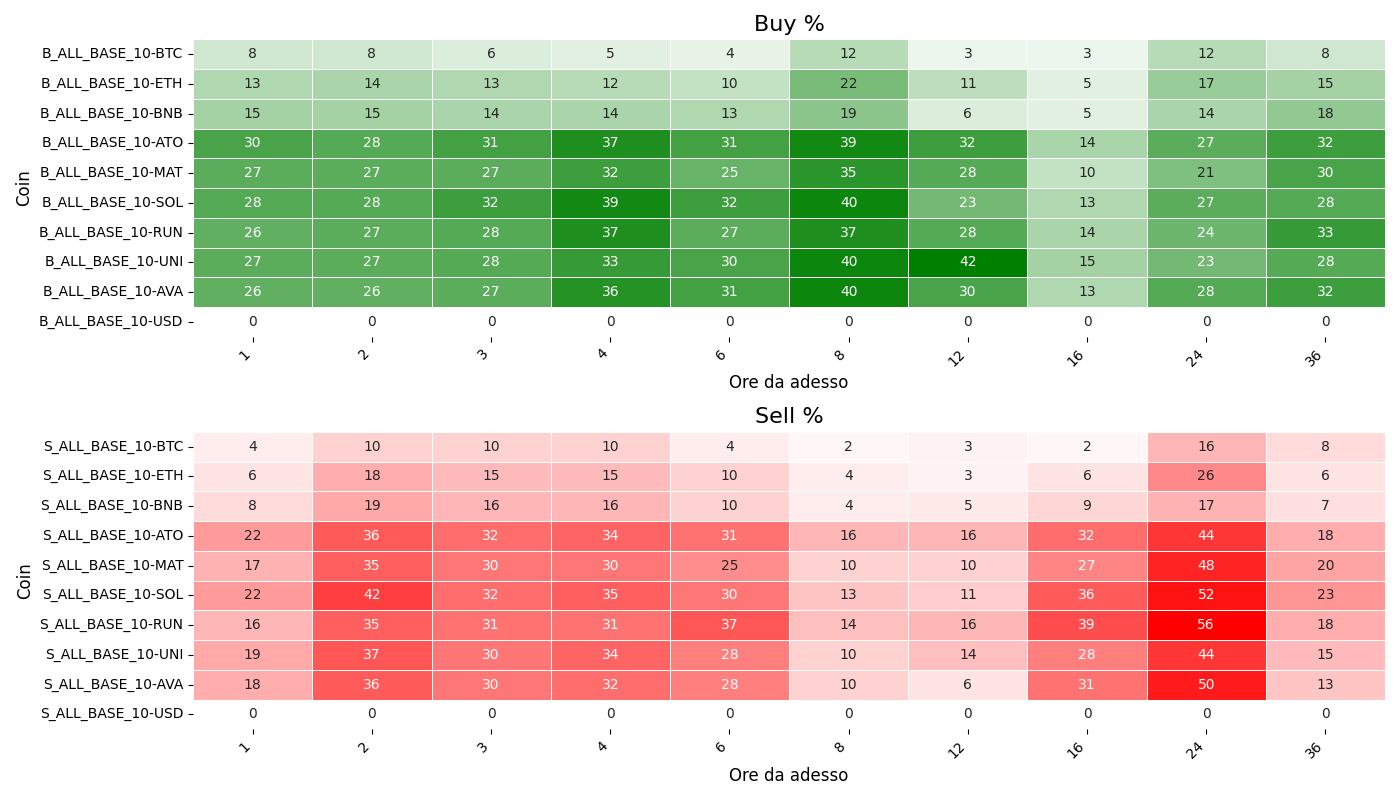 Buy %
Coin
B_ALL_BASE_10-BTC 8 8 6 5 4 12 3 3 12 8
B_ALL_BASE_10-ETH 13 14 13 12 10 22 11 5 17 15
B_ALL_BASE_10-BNB 15 15 14 14 13 19 6 5 14 18
B_ALL_BASE_10-ATO 30 28 31 37 31 39 32 14 27 32
B_ALL_BASE_10-MAT 27 27 27 32 25 35 28 10 21 30
B_ALL_BASE_10-SOL 28 28 32 39 32 40 23 13 27 28
B_ALL_BASE_10-RUN 26 27 28 37 27 37 28 14 24 33
B_ALL_BASE_10-UNI 27 27 28 33 30 40 42 15 23 28
B_ALL_BASE_10-AVA 26 26 27 36 31 40 30 13 28 32
B_ALL_BASE_10-USD 0 0 0 0 0 0 0 0 0 0
1 2 3 4 6 8 12 16 24 36
Ore da adesso
Sell %
Coin
S_ALL_BASE_10-BTC 4 10 10 10 4 2 3 2 16 8
S_ALL_BASE_10-ETH 6 18 15 15 10 4 3 6 26 6
S_ALL_BASE_10-BNB 8 19 16 16 10 4 5 9 17 7
S_ALL_BASE_10-ATO 22 36 32 34 31 16 16 32 44 18
S_ALL_BASE_10-MAT 17 35 30 30 25 10 10 27 48 20
S_ALL_BASE_10-SOL 22 42 32 35 30 13 11 36 52 23
S_ALL_BASE_10-RUN 16 35 31 31 37 14 16 39 56 18
S_ALL_BASE_10-UNI 19 37 30 34 28 10 14 28 44 15
S_ALL_BASE_10-AVA 18 36 30 32 28 10 6 31 50 13
S_ALL_BASE_10-USD 0 0 0 0 0 0 0 0 0 0
1 2 3 4 6 8 12 16 24 36
Ore da adesso